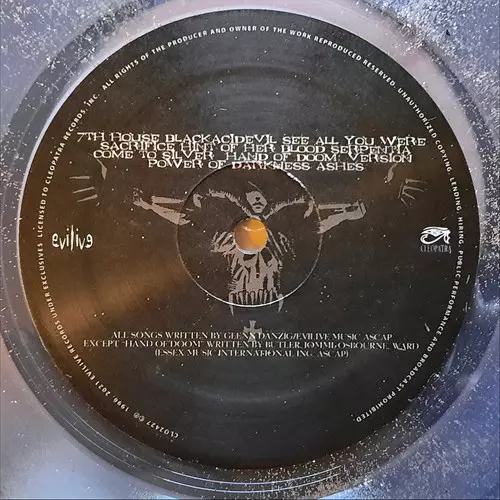 ALL RIGHTS OF THE PRODUCER AND OWNER OF THE WORK REPRODUCED RESERVED. UNAUTHORIZED COPYING, LENDING, HIRING, PUBLIC PERFORMANCE AND BROADCAST PROHIBITED
7TH HOUSE BLACKACIDEVIL SEE ALL YOU WERE
SACRIFICE HINT OF HER BLOOD SERPENTIA
COME TO SILVER HAND OF DOOM: VERSION
POWER OF DARKNESS ASHES
evilive
CLEOPATRA
ALL SONGS WRITTEN BY GLENN DANZIG/EVILIVE MUSIC ASCAP
EXCEPT "HAND OF DOOM" WRITTEN BY BUTLER, IOMMI, OSBOURNE, WARD
(ESSEX MUSIC INTERNATIONAL INC. ASCAP)
CLO2427 ℗© 1996, 2021 EVILIVE RECORDS UNDER EXCLUSIVES LICENSED TO CLEOPATRA RECORDS, INC.